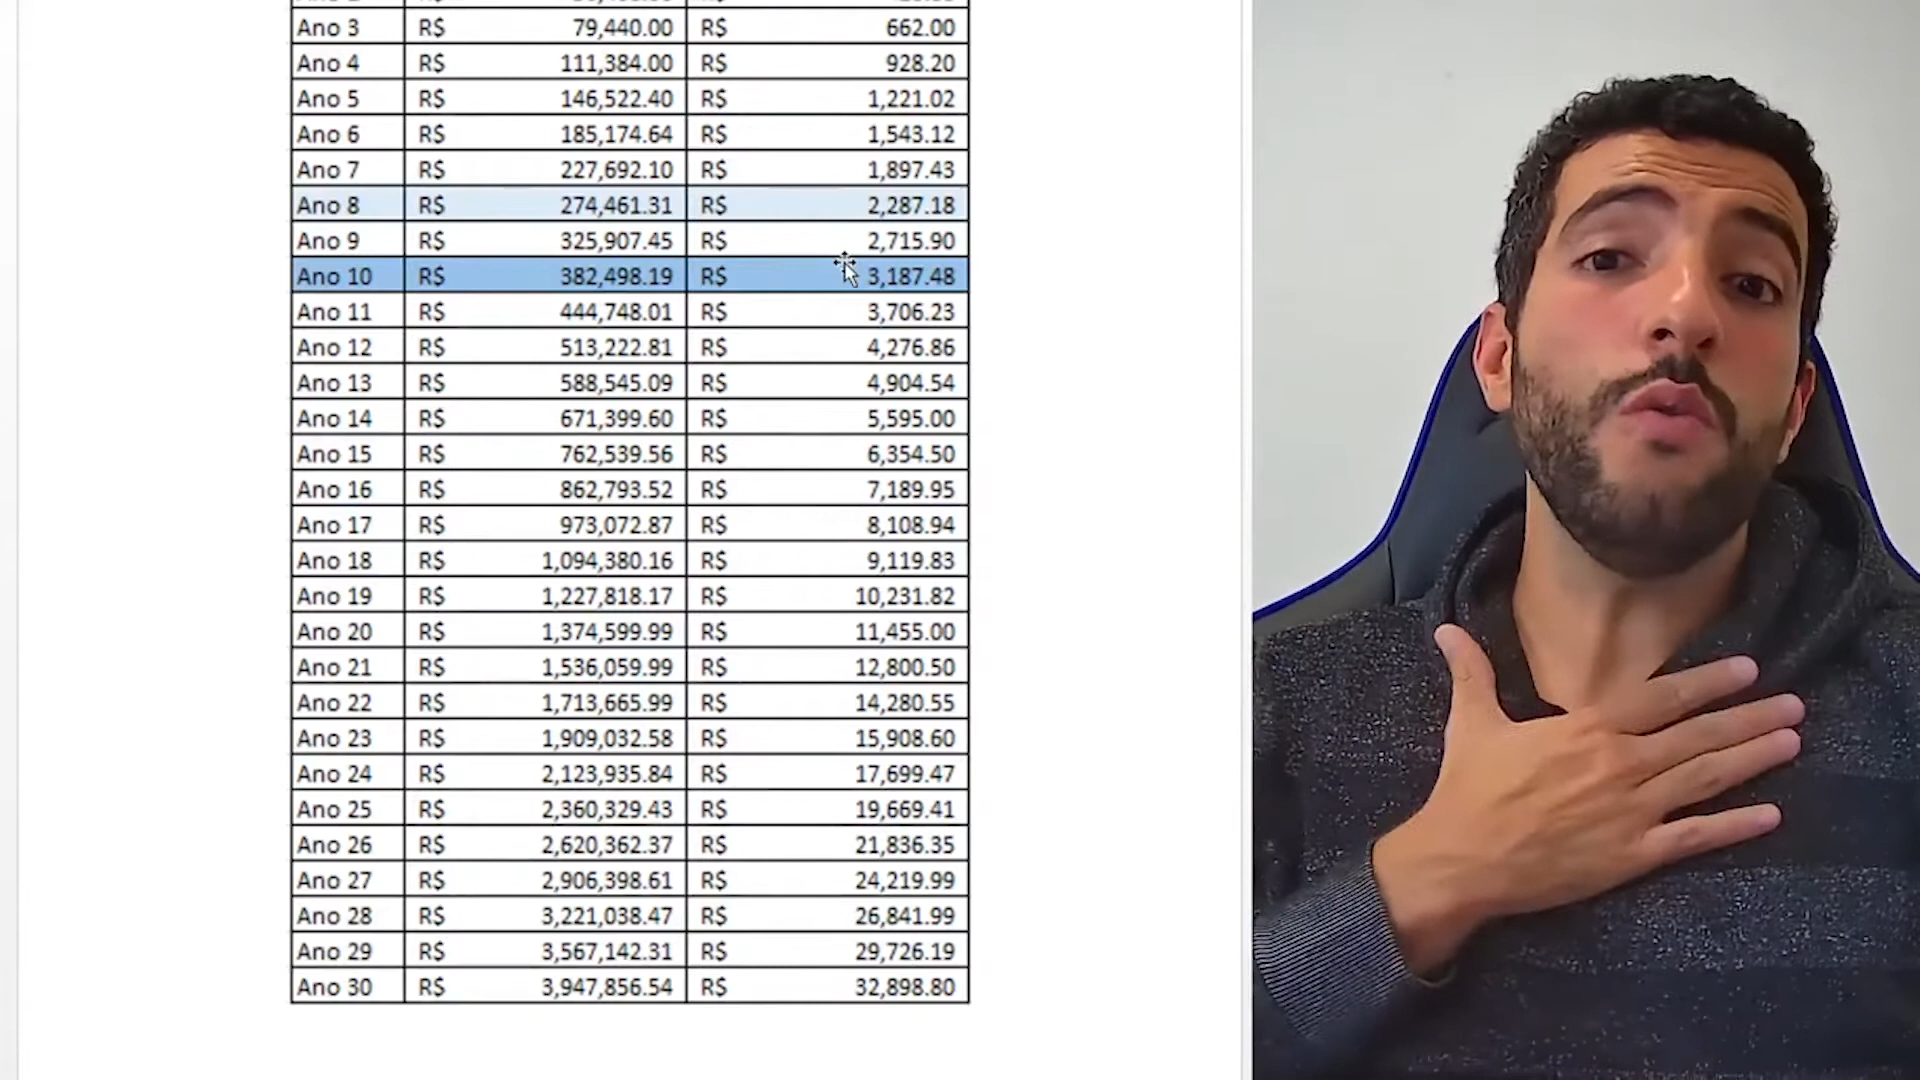 Ano 3 R$ 79,440.00 R$ 662.00
Ano 4 R$ 111,384.00 R$ 928.20
Ano 5 R$ 146,522.40 R$ 1,221.02
Ano 6 R$ 185,174.64 R$ 1,543.12
Ano 7 R$ 227,692.10 R$ 1,897.43
Ano 8 R$ 274,461.31 R$ 2,287.18
Ano 9 R$ 325,907.45 R$ 2,715.90
Ano 10 R$ 382,498.19 R$ 3,187.48
Ano 11 R$ 444,748.01 R$ 3,706.23
Ano 12 R$ 513,222.81 R$ 4,276.86
Ano 13 R$ 588,545.09 R$ 4,904.54
Ano 14 R$ 671,399.60 R$ 5,595.00
Ano 15 R$ 762,539.56 R$ 6,354.50
Ano 16 R$ 862,793.52 R$ 7,189.95
Ano 17 R$ 973,072.87 R$ 8,108.94
Ano 18 R$ 1,094,380.16 R$ 9,119.83
Ano 19 R$ 1,227,818.17 R$ 10,231.82
Ano 20 R$ 1,374,599.99 R$ 11,455.00
Ano 21 R$ 1,536,059.99 R$ 12,800.50
Ano 22 R$ 1,713,665.99 R$ 14,280.55
Ano 23 R$ 1,909,032.58 R$ 15,908.60
Ano 24 R$ 2,123,935.84 R$ 17,699.47
Ano 25 R$ 2,360,329.43 R$ 19,669.41
Ano 26 R$ 2,620,362.37 R$ 21,836.35
Ano 27 R$ 2,906,398.61 R$ 24,219.99
Ano 28 R$ 3,221,038.47 R$ 26,841.99
Ano 29 R$ 3,567,142.31 R$ 29,726.19
Ano 30 R$ 3,947,856.54 R$ 32,898.80